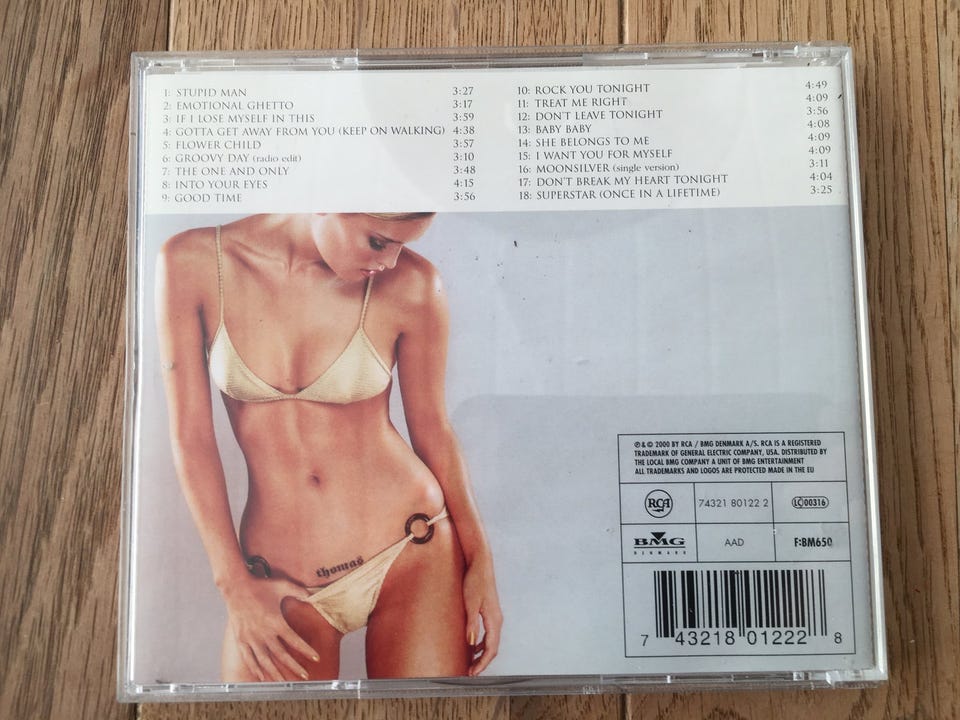 1: STUPID MAN 3:27
2: EMOTIONAL GHETTO 3:17
3: IF I LOSE MYSELF IN THIS 3:59
4: GOTTA GET AWAY FROM YOU (KEEP ON WALKING) 4:38
5: FLOWER CHILD 3:57
6: GROOVY DAY (radio edit) 3:10
7: THE ONE AND ONLY 3:48
8: INTO YOUR EYES 4:15
9: GOOD TIME 3:56
10: ROCK YOU TONIGHT 4:49
11: TREAT ME RIGHT 4:09
12: DON'T LEAVE TONIGHT 3:56
13: BABY BABY 4:08
14: SHE BELONGS TO ME 4:09
15: I WANT YOU FOR MYSELF 4:09
16: MOONSILVER (single version) 3:11
17: DON'T BREAK MY HEART TONIGHT 4:04
18: SUPERSTAR (ONCE IN A LIFETIME) 3:25
thomas
℗ & © 2000 BY RCA / BMG DENMARK A/S. RCA IS A REGISTERED
TRADEMARK OF GENERAL ELECTRIC COMPANY, USA. DISTRIBUTED BY
THE LOCAL BMG COMPANY A UNIT OF BMG ENTERTAINMENT
ALL TRADEMARKS AND LOGOS ARE PROTECTED MADE IN THE EU
RCA 74321 80122 2 LC 00316
BMG AAD F:BM650
DENMARK
7 43218 01222 8